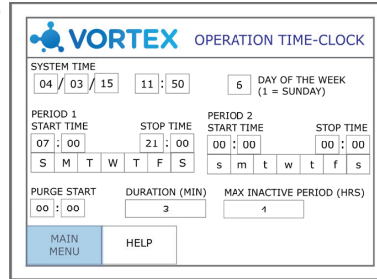 VORTEX OPERATION TIME-CLOCK
SYSTEM TIME
04 / 03 / 15 11 : 50 6 DAY OF THE WEEK
(1 = SUNDAY)
PERIOD 1 PERIOD 2
START TIME STOP TIME START TIME STOP TIME
07 : 00 21 : 00 00 : 00 00 : 00
S M T W T F S s m t w t f s
PURGE START DURATION (MIN) MAX INACTIVE PERIOD (HRS)
00 : 00 3 1
MAIN HELP
MENU